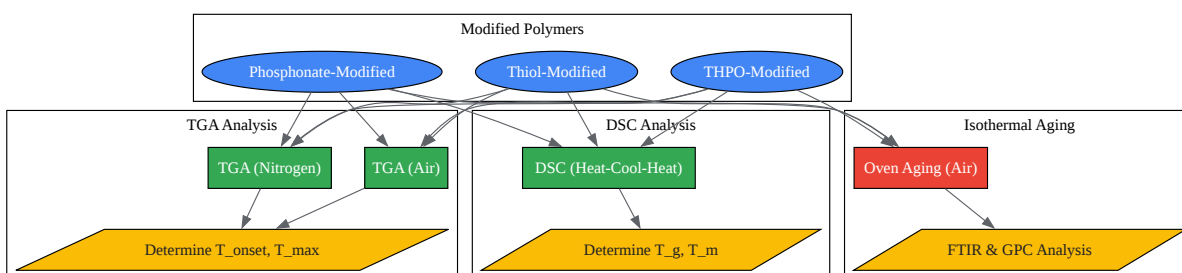 Modified Polymers
Phosphonate-Modified
Thiol-Modified
THPO-Modified
TGA Analysis
DSC Analysis
Isothermal Aging
TGA (Nitrogen)
TGA (Air)
DSC (Heat-Cool-Heat)
Oven Aging (Air)
Determine T_onset, T_max
Determine T_g, T_m
FTIR & GPC Analysis